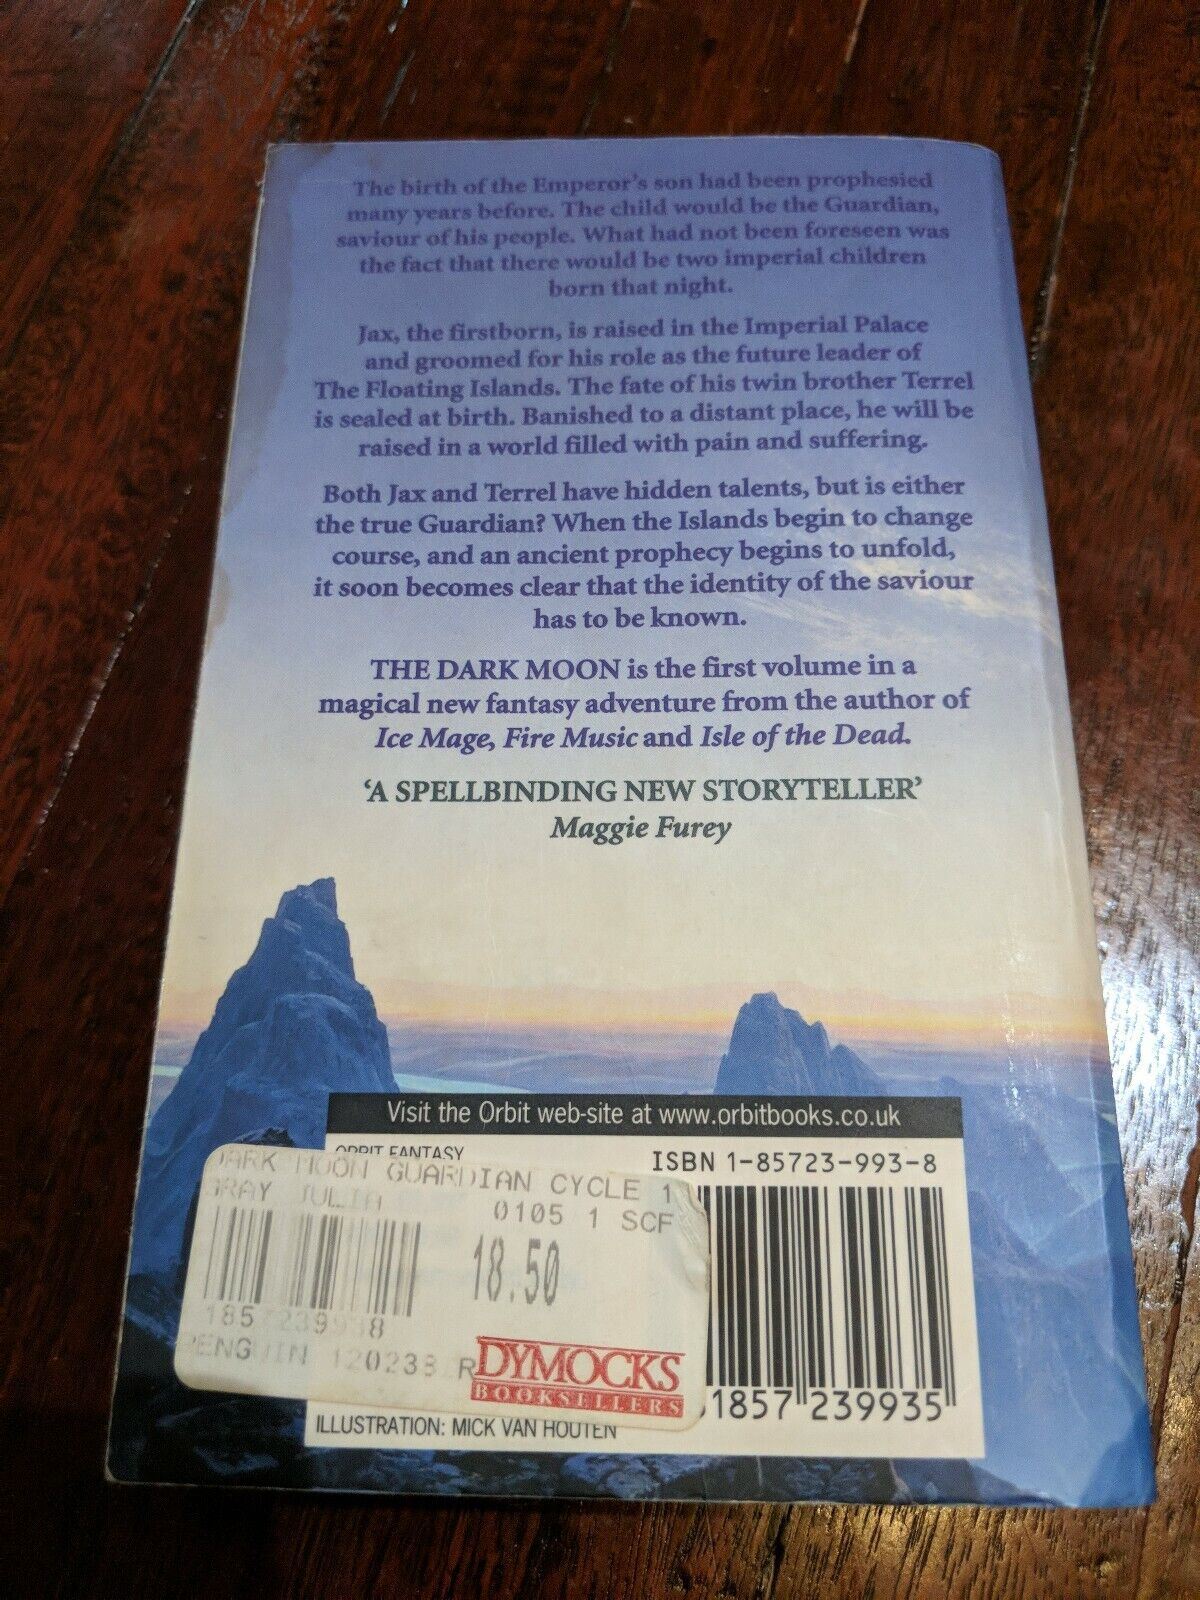 The birth of the Emperor's son had been prophesied
many years before. The child would be the Guardian,
saviour of his people. What had not been foreseen was
the fact that there would be two imperial children
born that night.
Jax, the firstborn, is raised in the Imperial Palace
and groomed for his role as the future leader of
The Floating Islands. The fate of his twin brother Terrel
is sealed at birth. Banished to a distant place, he will be
raised in a world filled with pain and suffering.
Both Jax and Terrel have hidden talents, but is either
the true Guardian? When the Islands begin to change
course, and an ancient prophecy begins to unfold,
it soon becomes clear that the identity of the saviour
has to be known.
THE DARK MOON is the first volume in a
magical new fantasy adventure from the author of
Ice Mage, Fire Music and Isle of the Dead.
‘A SPELLBINDING NEW STORYTELLER’
Maggie Furey
Visit the Orbit web-site at www.orbitbooks.co.uk
ORBIT FANTASY
ISBN 1-85723-993-8
DARK MOON GUARDIAN CYCLE 1
GRAY JULIA
0105 1 SCF
18.50
PENGUIN 120233 R
DYMOCKS
BOOKSELLERS
1857 239935
ILLUSTRATION: MICK VAN HOUTEN